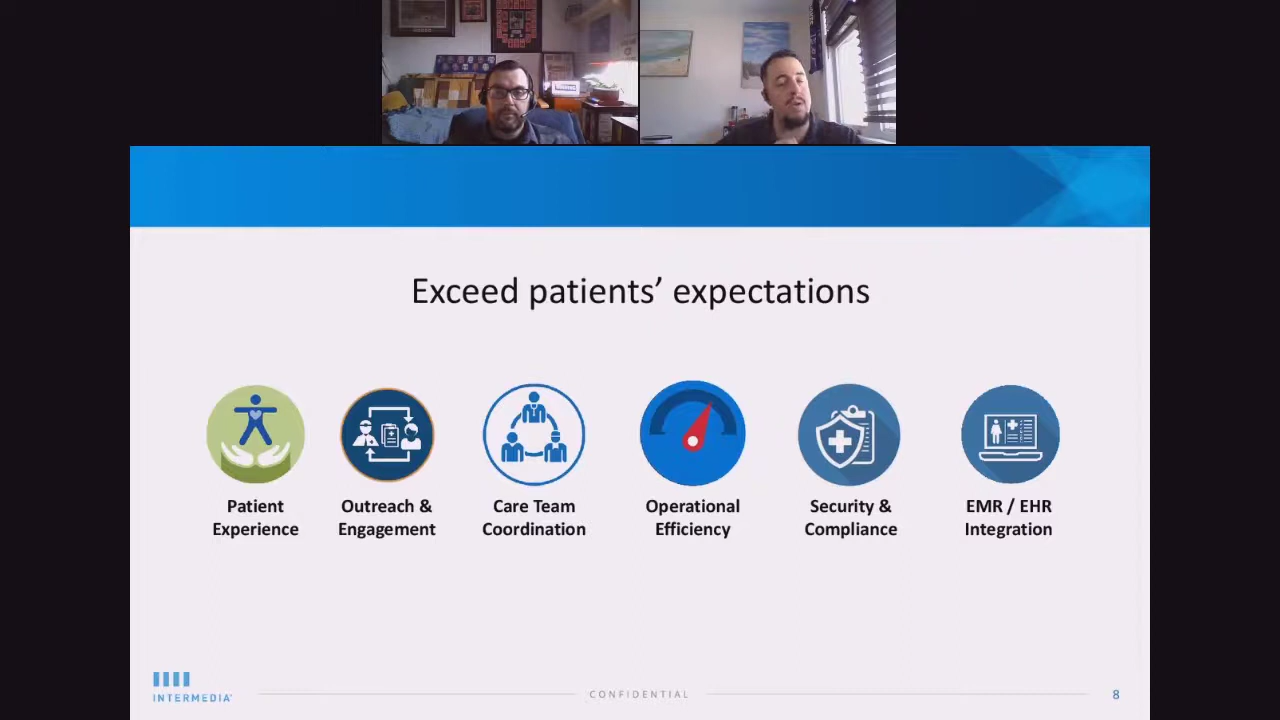 Exceed patients’ expectations
Patient
Experience
Outreach &
Engagement
Care Team
Coordination
Operational
Efficiency
Security &
Compliance
EMR / EHR
Integration
INTERMEDIA
CONFIDENTIAL
8